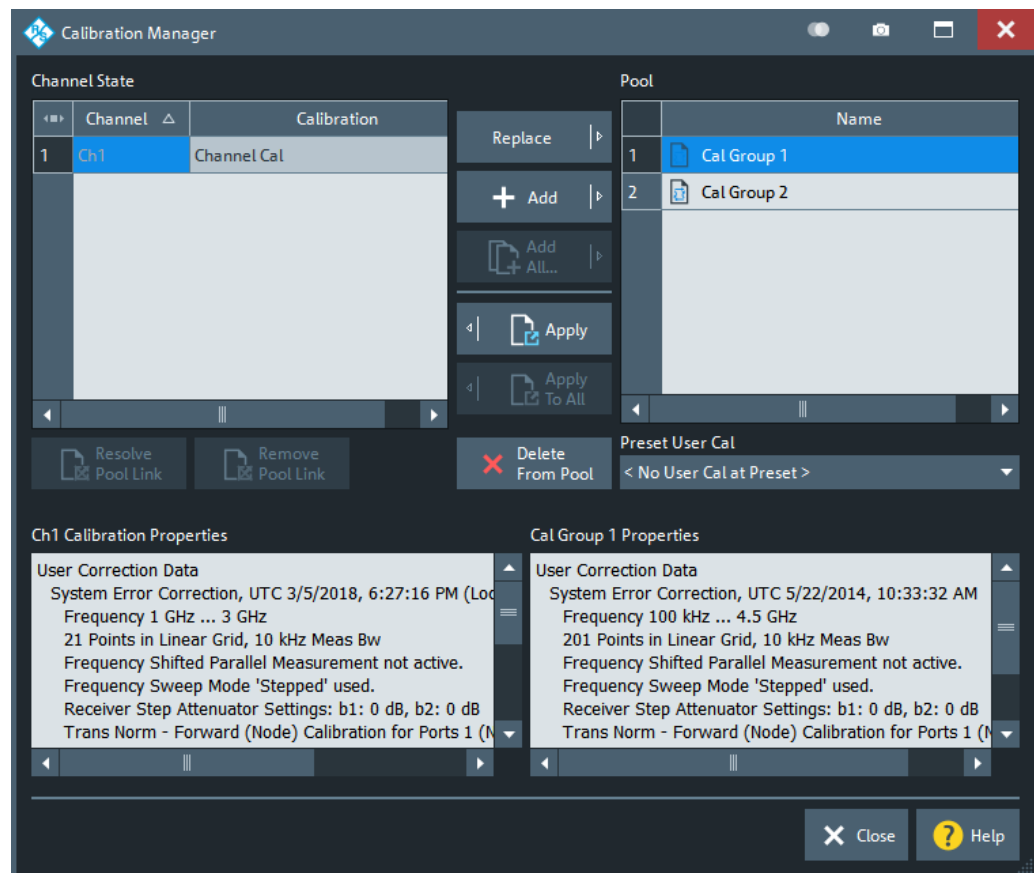 R S
Calibration Manager
Channel State
Pool
Channel
Calibration
1
Ch1
Channel Cal
Replace
Add
Add
All...
Apply
Apply
To All
Name
1
Cal Group 1
2
Cal Group 2
Resolve
Pool Link
Remove
Pool Link
Delete
From Pool
Preset User Cal
< No User Cal at Preset >
Ch1 Calibration Properties
User Correction Data
System Error Correction, UTC 3/5/2018, 6:27:16 PM (Loc
Frequency 1 GHz ... 3 GHz
21 Points in Linear Grid, 10 kHz Meas Bw
Frequency Shifted Parallel Measurement not active.
Frequency Sweep Mode 'Stepped' used.
Receiver Step Attenuator Settings: b1: 0 dB, b2: 0 dB
Trans Norm - Forward (Node) Calibration for Ports 1 (N
Cal Group 1 Properties
User Correction Data
System Error Correction, UTC 5/22/2014, 10:33:32 AM
Frequency 100 kHz ... 4.5 GHz
201 Points in Linear Grid, 10 kHz Meas Bw
Frequency Shifted Parallel Measurement not active.
Frequency Sweep Mode 'Stepped' used.
Receiver Step Attenuator Settings: b1: 0 dB, b2: 0 dB
Trans Norm - Forward (Node) Calibration for Ports 1 (N
Close
? Help